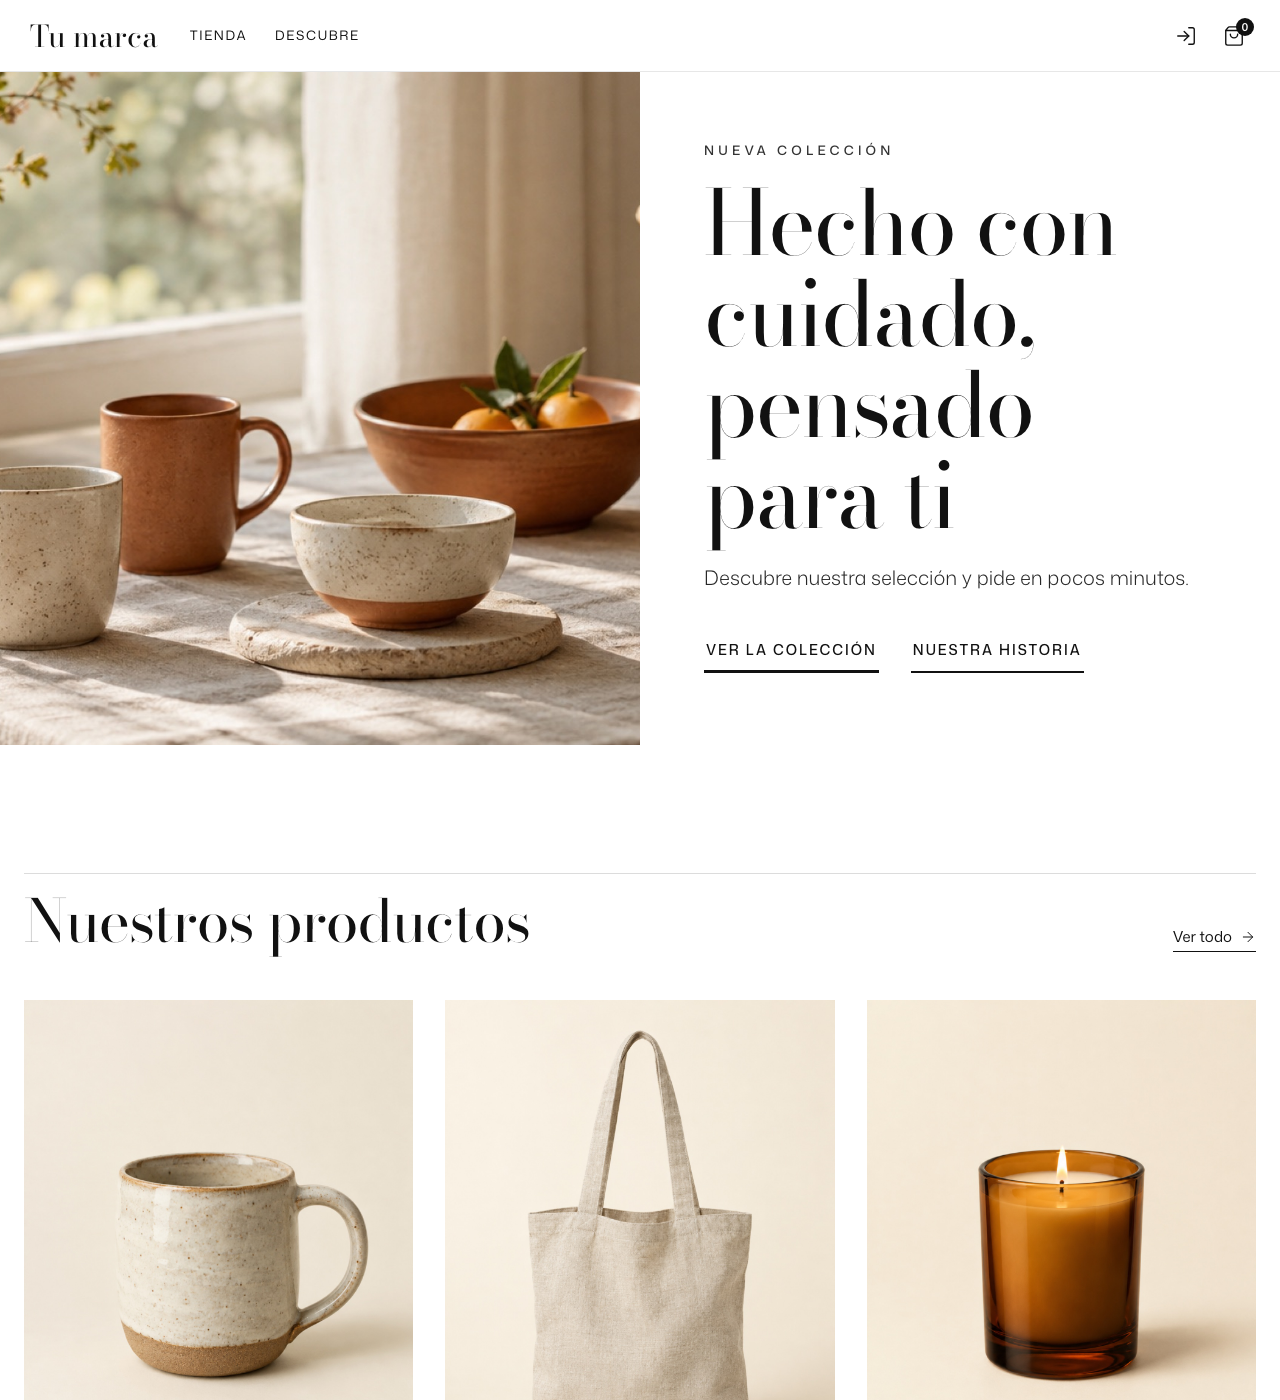 Tu marca
TIENDA
DESCUBRE
0
NUEVA COLECCIÓN
Hecho con
cuidado,
pensado
para ti
Descubre nuestra selección y pide en pocos minutos.
VER LA COLECCIÓN
NUESTRA HISTORIA
Nuestros productos
Ver todo